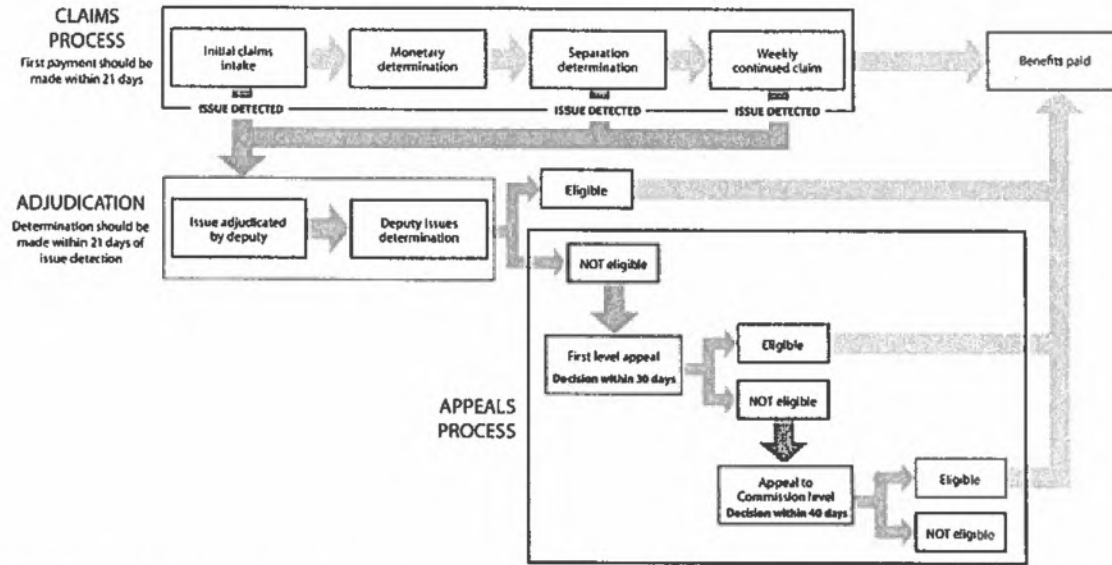 CLAIMS
PROCESS
First payment should be
made within 21 days
Initial claims
intake
Monetary
determination
Separation
determination
Weekly
continued claim
Benefits paid
ISSUE DETECTED
ISSUE DETECTED
ISSUE DETECTED
ADJUDICATION
Determination should be
made within 21 days of
issue detection
Issue adjudicated
by deputy
Deputy issues
determination
Eligible
NOT eligible
First level appeal
Decision within 30 days
Eligible
NOT eligible
APPEALS
PROCESS
Appeal to
Commission level
Decision within 40 days
Eligible
NOT eligible